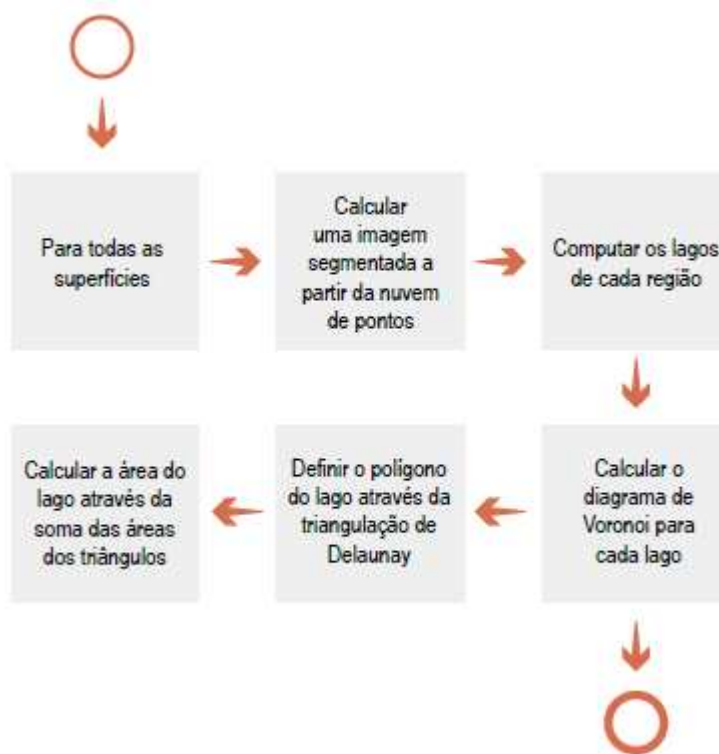 Para todas as
superfícies
Calcular
uma imagem
segmentada a
partir da nuvem
de pontos
Computar os lagos
de cada região
Calcular o
diagrama de
Voronoi para
cada lago
Definir o polígono
do lago através da
triangulação de
Delaunay
Calcular a área do
lago através da
soma das áreas
dos triângulos